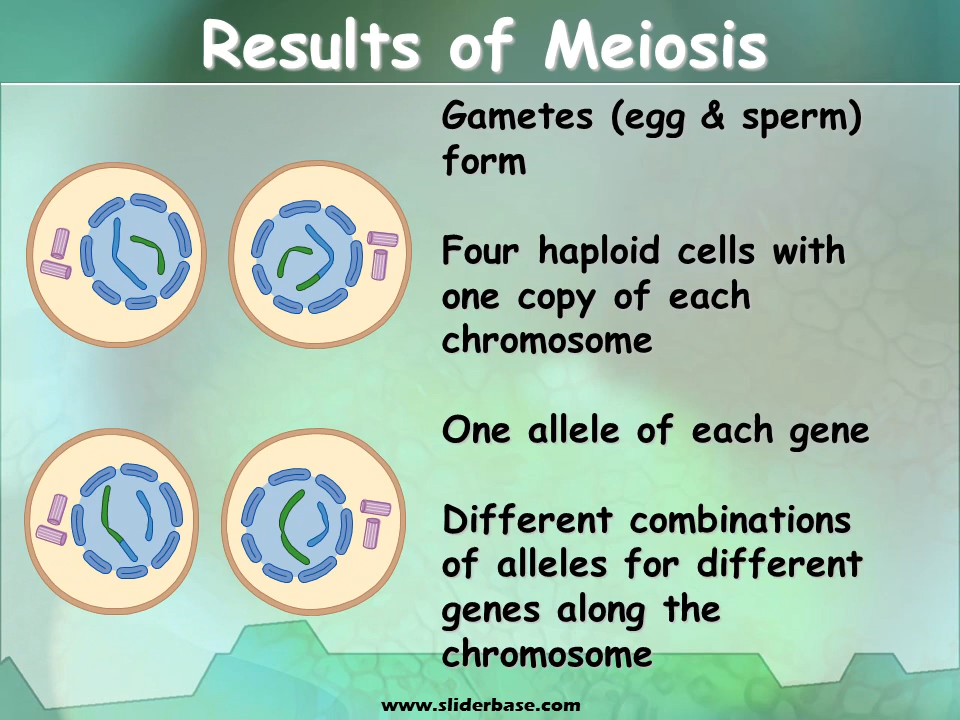 Results of Meiosis
Gametes (egg & sperm)
form
Four haploid cells with
one copy of each
chromosome
One allele of each gene
Different combinations
of alleles for different
genes along the
chromosome
www.sliderbase.com